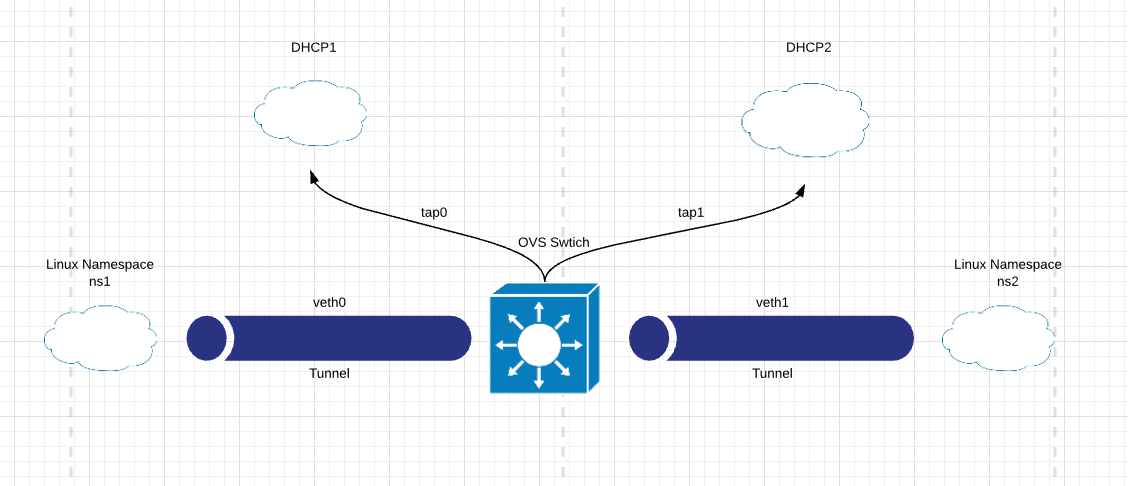 DHCP1
DHCP2
tap0
tap1
OVS Swtich
Linux Namespace
ns1
Linux Namespace
ns2
veth0
veth1
Tunnel
Tunnel